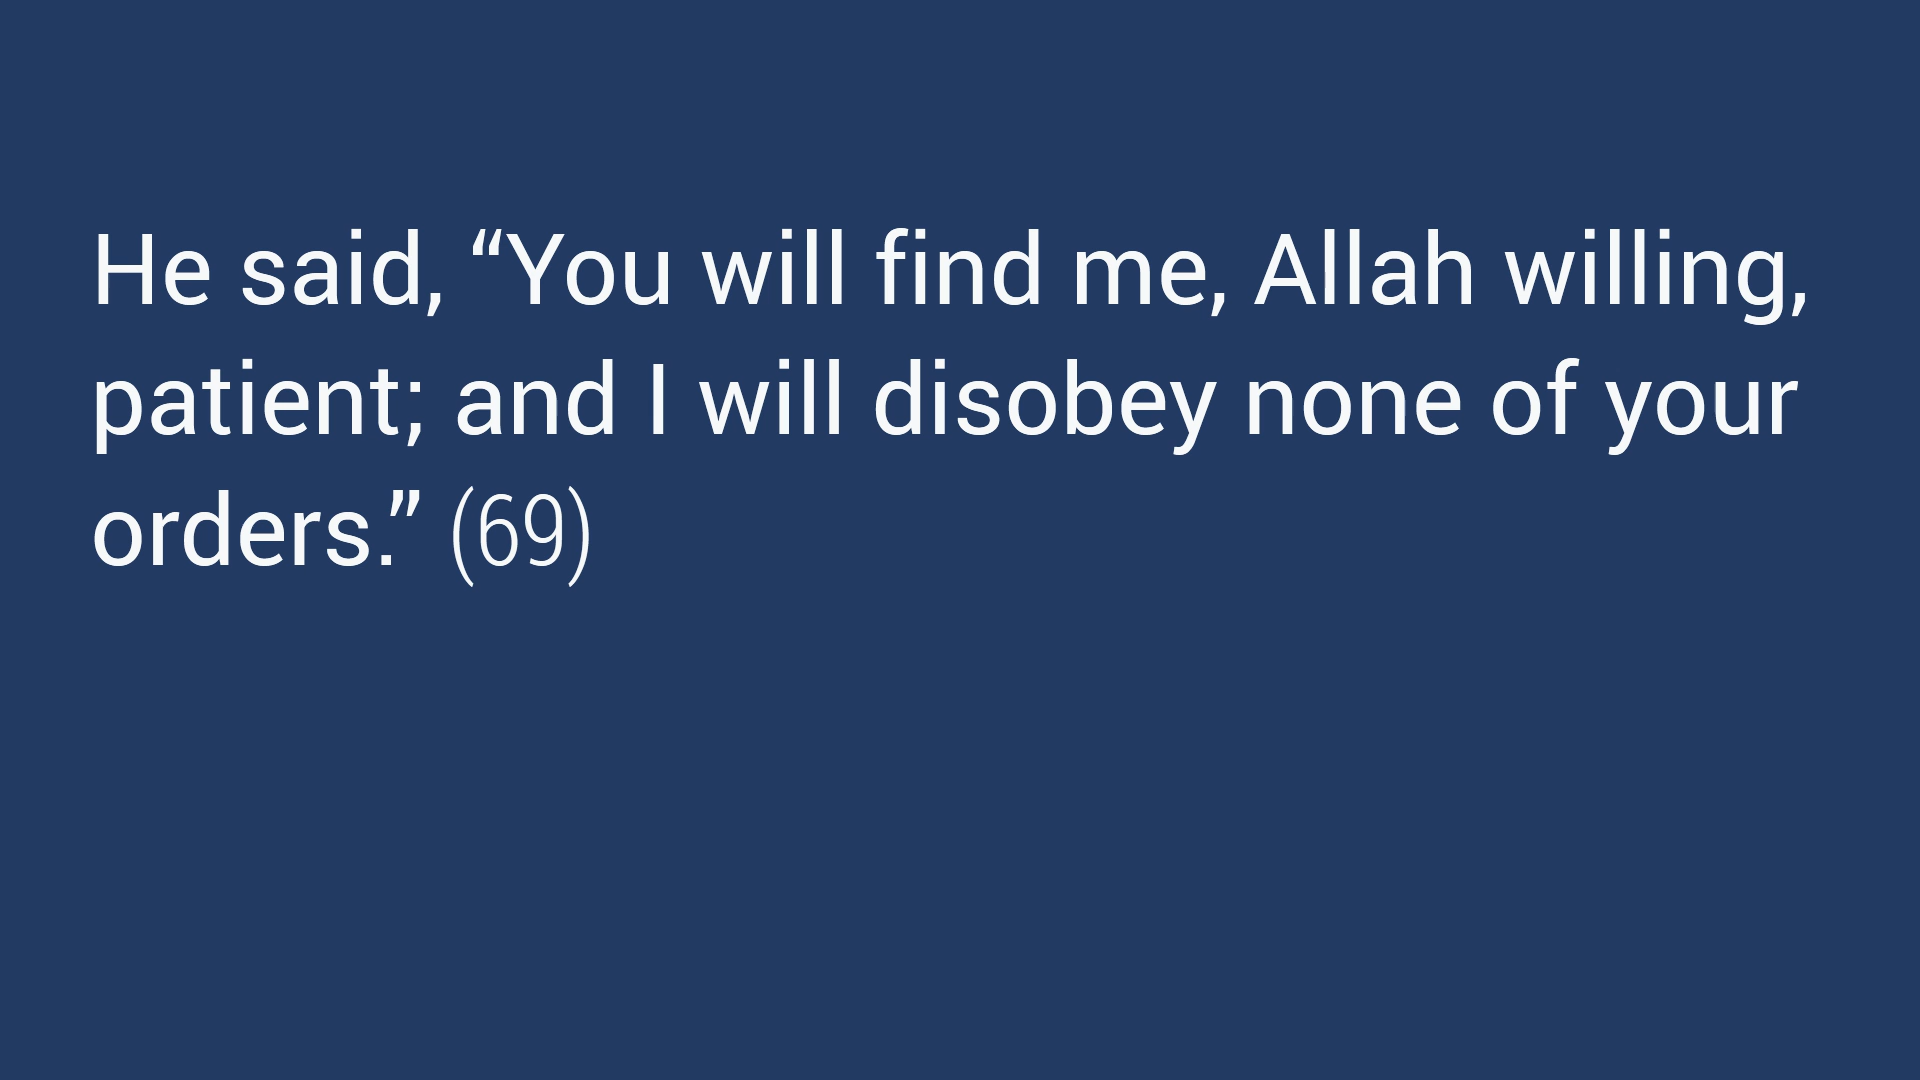 He said, “You will find me, Allah willing,
patient; and I will disobey none of your
orders.” (69)